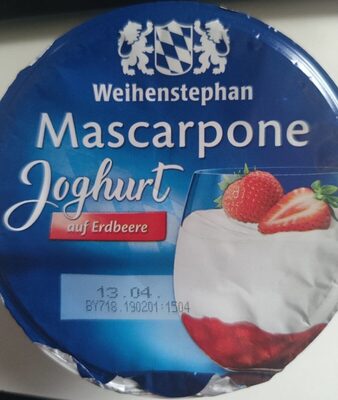 Weihenstephan
Mascarpone
Joghurt
auf Erdbeere
13.04.
BY718 190201:1504